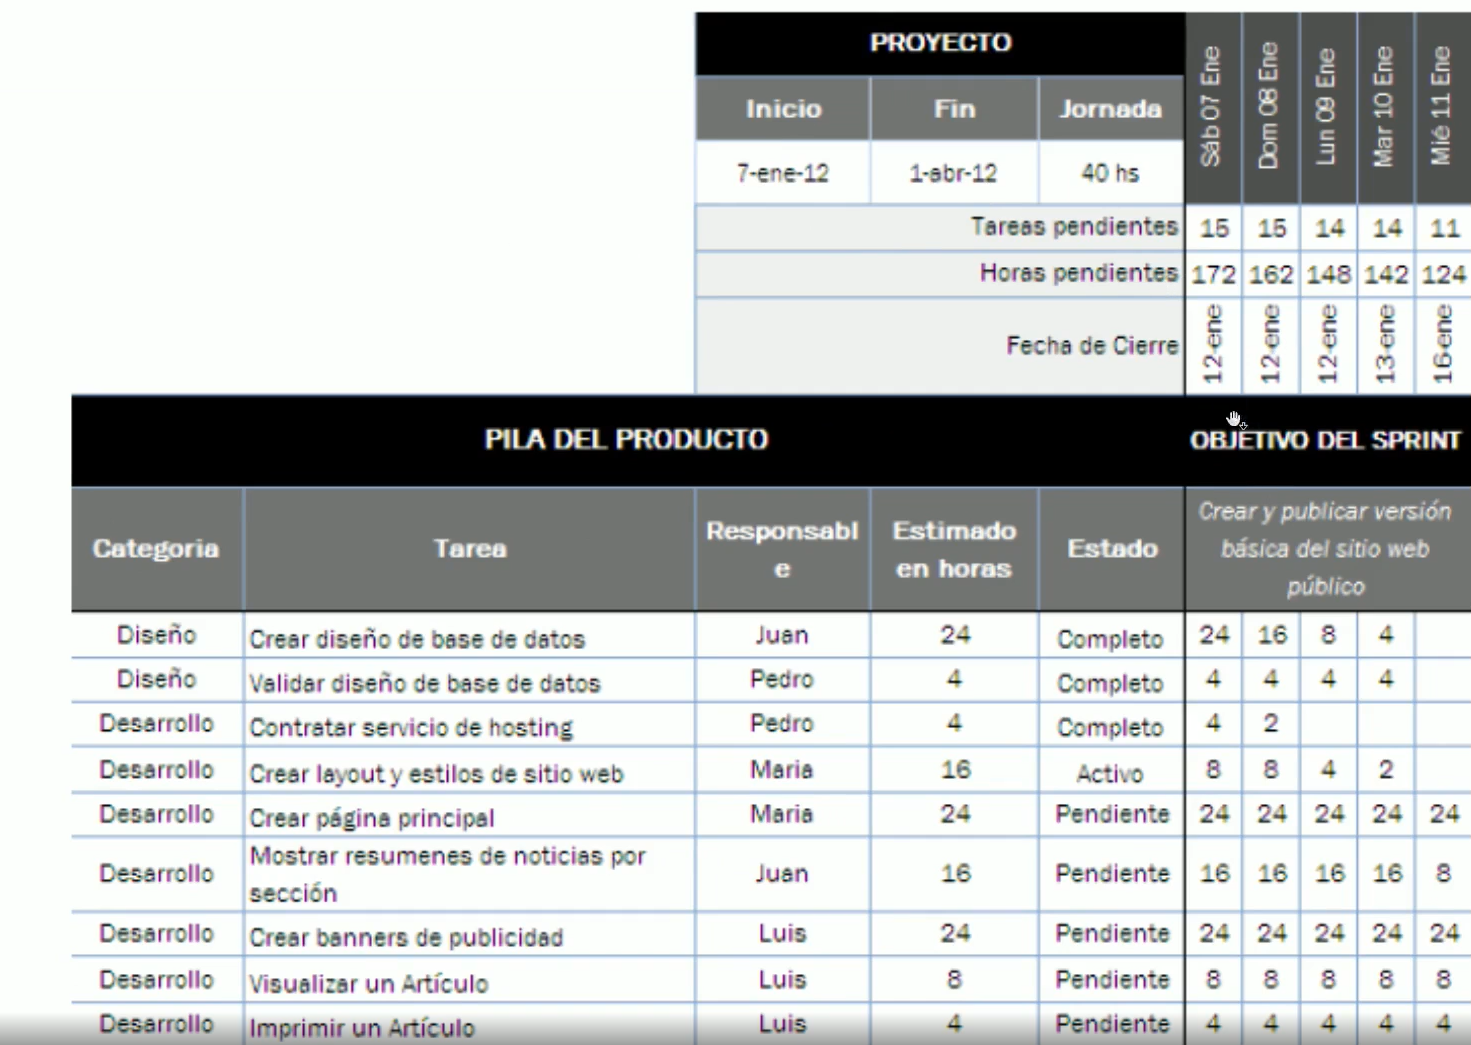 PROYECTO
Sáb 07 Ene
Dom 08 Ene
Lun 09 Ene
Mar 10 Ene
Mié 11 Ene
Inicio Fin Jornada
7-ene-12 1-abr-12 40 hs
Tareas pendientes 15 15 14 14 11
Horas pendientes 172 162 148 142 124
Fecha de Cierre 12-ene 12-ene 12-ene 13-ene 16-ene
PILA DEL PRODUCTO OBJETIVO DEL SPRINT
Categoria Tarea Responsabl
e Estimado
en horas Estado Crear y publicar versión
básica del sitio web
público
Diseño Crear diseño de base de datos Juan 24 Completo 24 16 8 4
Diseño Validar diseño de base de datos Pedro 4 Completo 4 4 4 4
Desarrollo Contratar servicio de hosting Pedro 4 Completo 4 2
Desarrollo Crear layout y estilos de sitio web Maria 16 Activo 8 8 4 2
Desarrollo Crear página principal Maria 24 Pendiente 24 24 24 24 24
Desarrollo Mostrar resumenes de noticias por
sección Juan 16 Pendiente 16 16 16 16 8
Desarrollo Crear banners de publicidad Luis 24 Pendiente 24 24 24 24 24
Desarrollo Visualizar un Artículo Luis 8 Pendiente 8 8 8 8 8
Desarrollo Imprimir un Artículo Luis 4 Pendiente 4 4 4 4 4